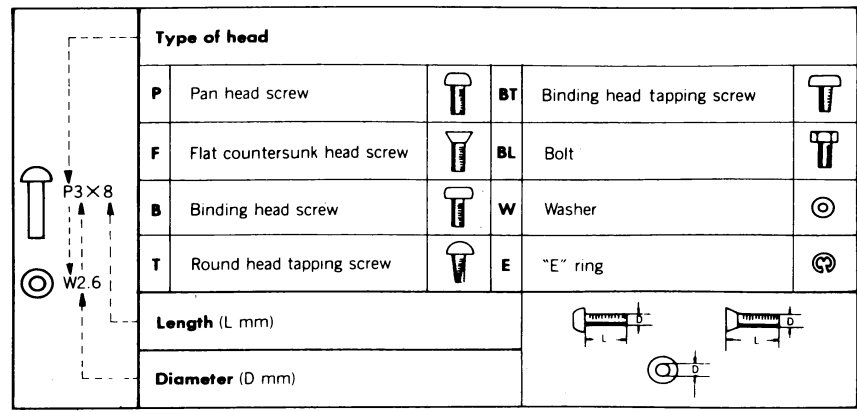 Type of head
P Pan head screw BT Binding head tapping screw
F Flat countersunk head screw BL Bolt
P3×8
B Binding head screw W Washer
T Round head tapping screw E "E" ring
W2.6
Length (L mm)
D
L
D
L
Diameter (D mm)
D